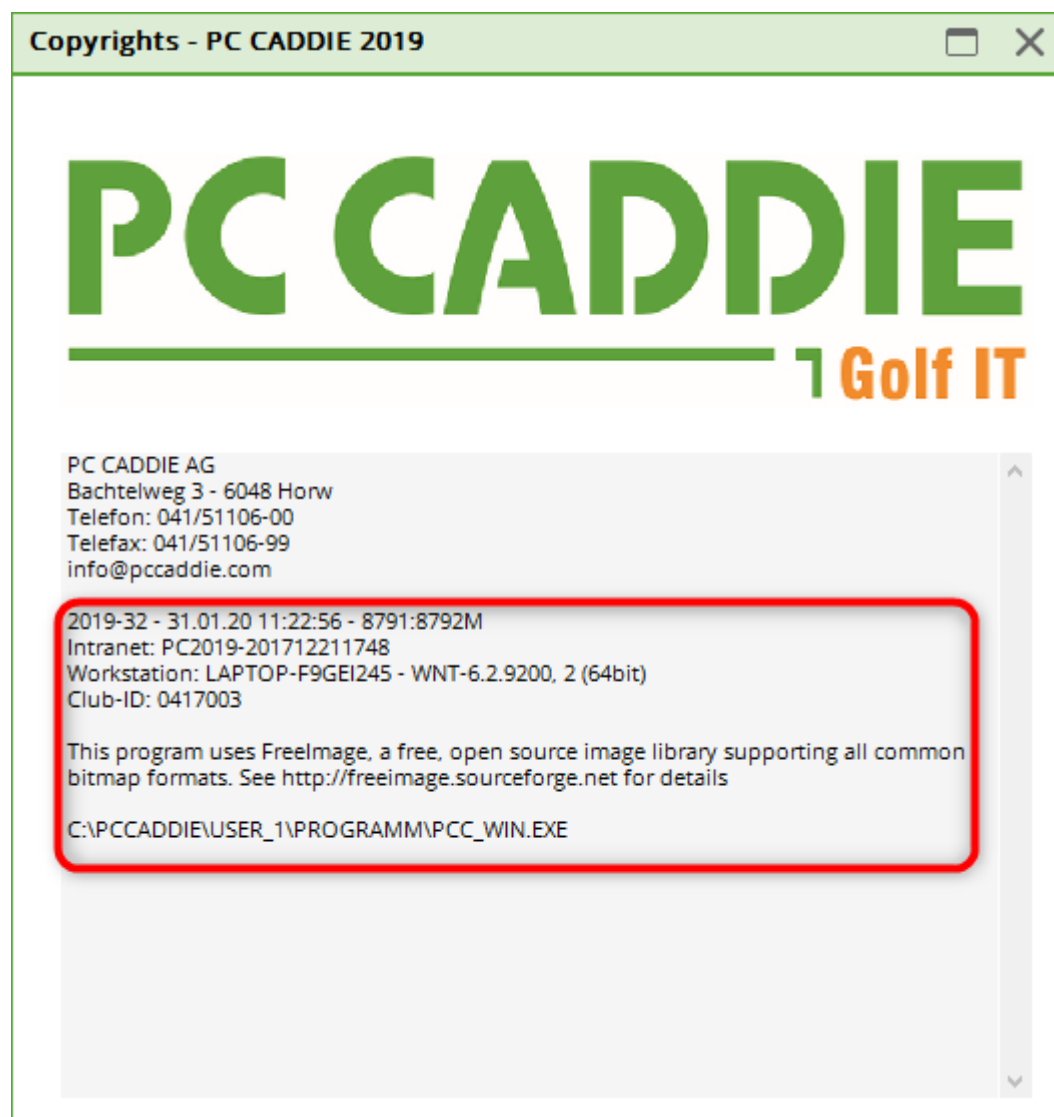 Copyrights - PC CADDIE 2019
PC CADDIE
Golf IT
PC CADDIE AG
Bachtelweg 3 - 6048 Horw
Telefon: 041/51106-00
Telefax: 041/51106-99
info@pccaddie.com
2019-32 - 31.01.20 11:22:56 - 8791:8792M
Intranet: PC2019-201712211748
Workstation: LAPTOP-F9GEI245 - WNT-6.2.9200, 2 (64bit)
Club-ID: 0417003
This program uses FreeImage, a free, open source image library supporting all common
bitmap formats. See http://freeimage.sourceforge.net for details
C:\PCCADDIE\USER_1\PROGRAMM\PCC_WIN.EXE